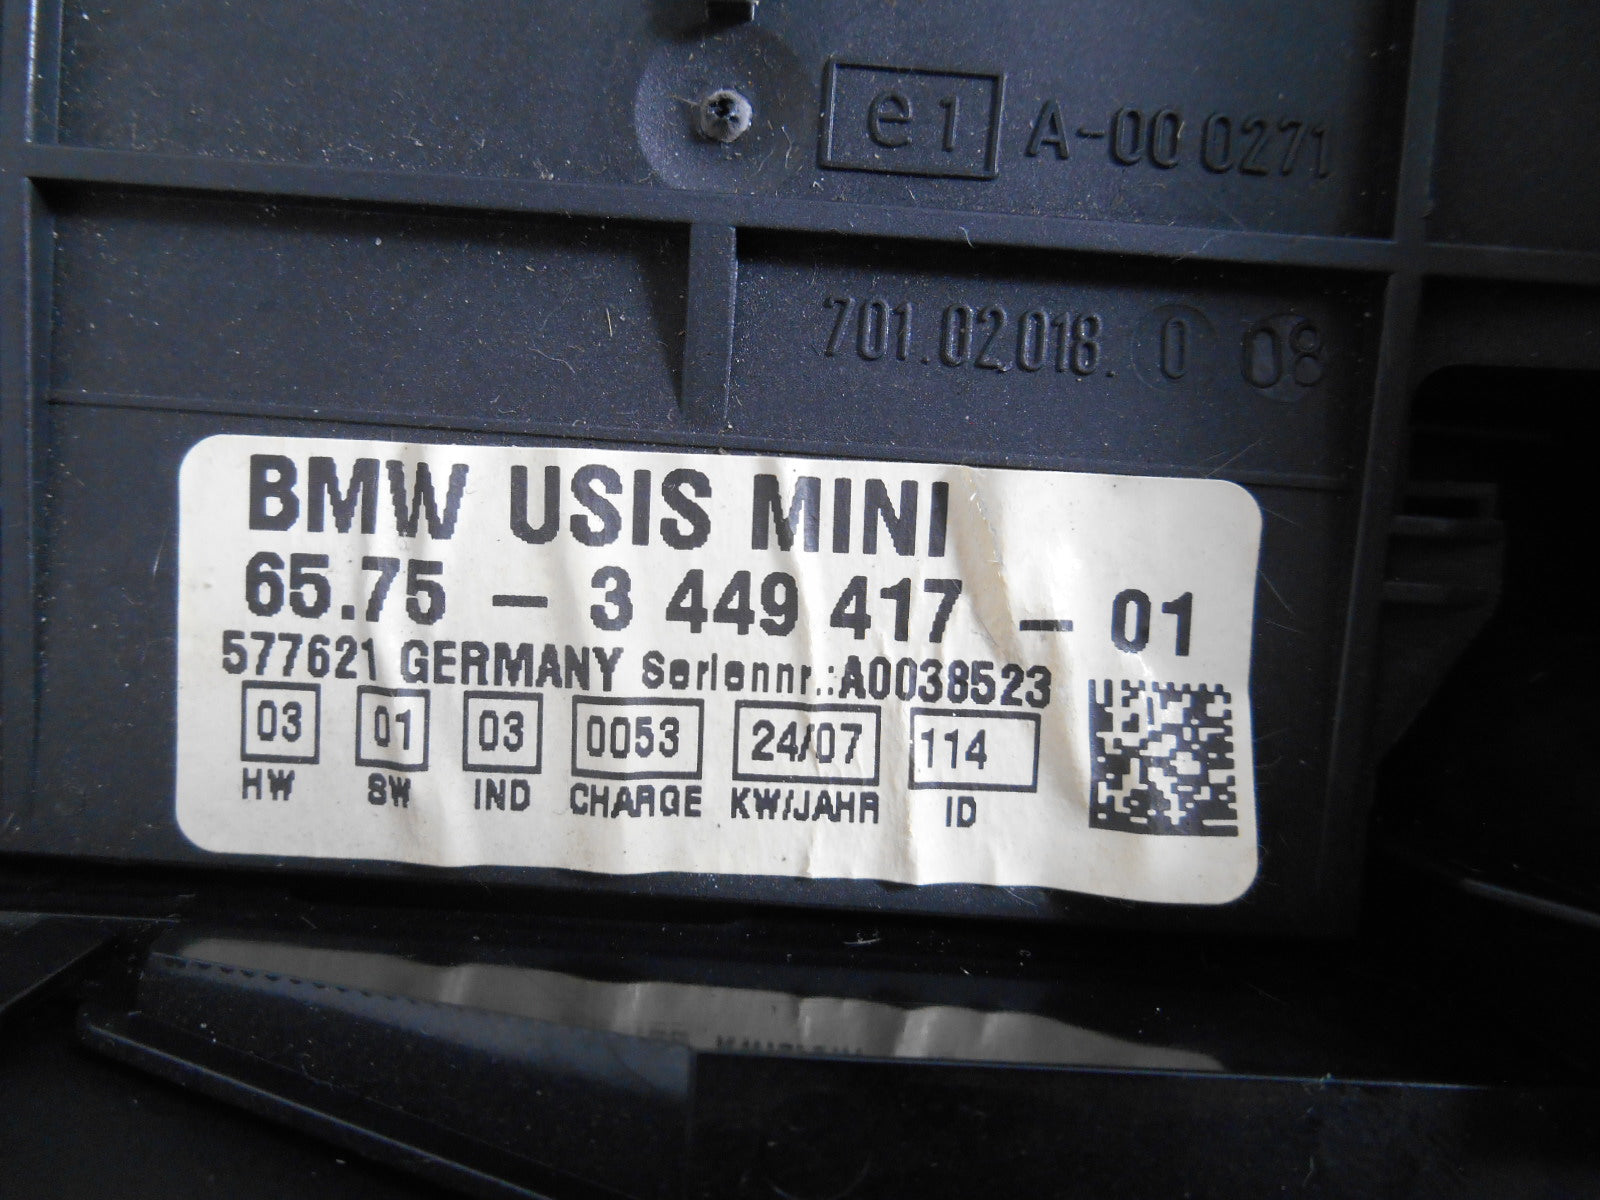 e1 A-00 0271
701.02.018. 0 08
BMW USIS MINI
65.75 - 3 449 417 - 01
577621 GERMANY Seriennr.:A0038523
03 01 03 0053 24/07 114
HW SW IND CHARGE KW/JAHR ID